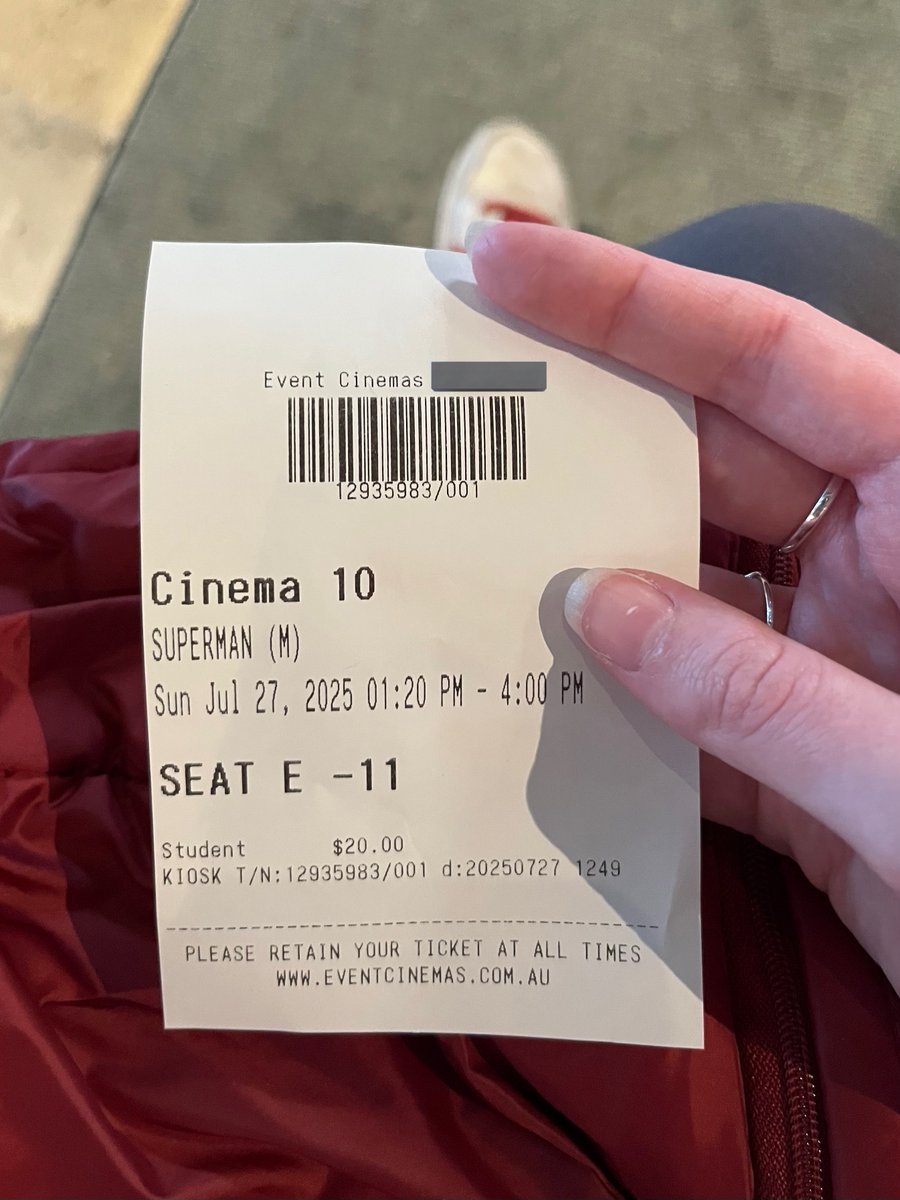 Event Cinemas
12935983/001
Cinema 10
SUPERMAN (M)
Sun Jul 27, 2025 01:20 PM - 4:00 PM
SEAT E -11
Student $20.00
KIOSK T/N:12935983/001 d:20250727 1249
PLEASE RETAIN YOUR TICKET AT ALL TIMES
WWW.EVENTCINEMAS.COM.AU